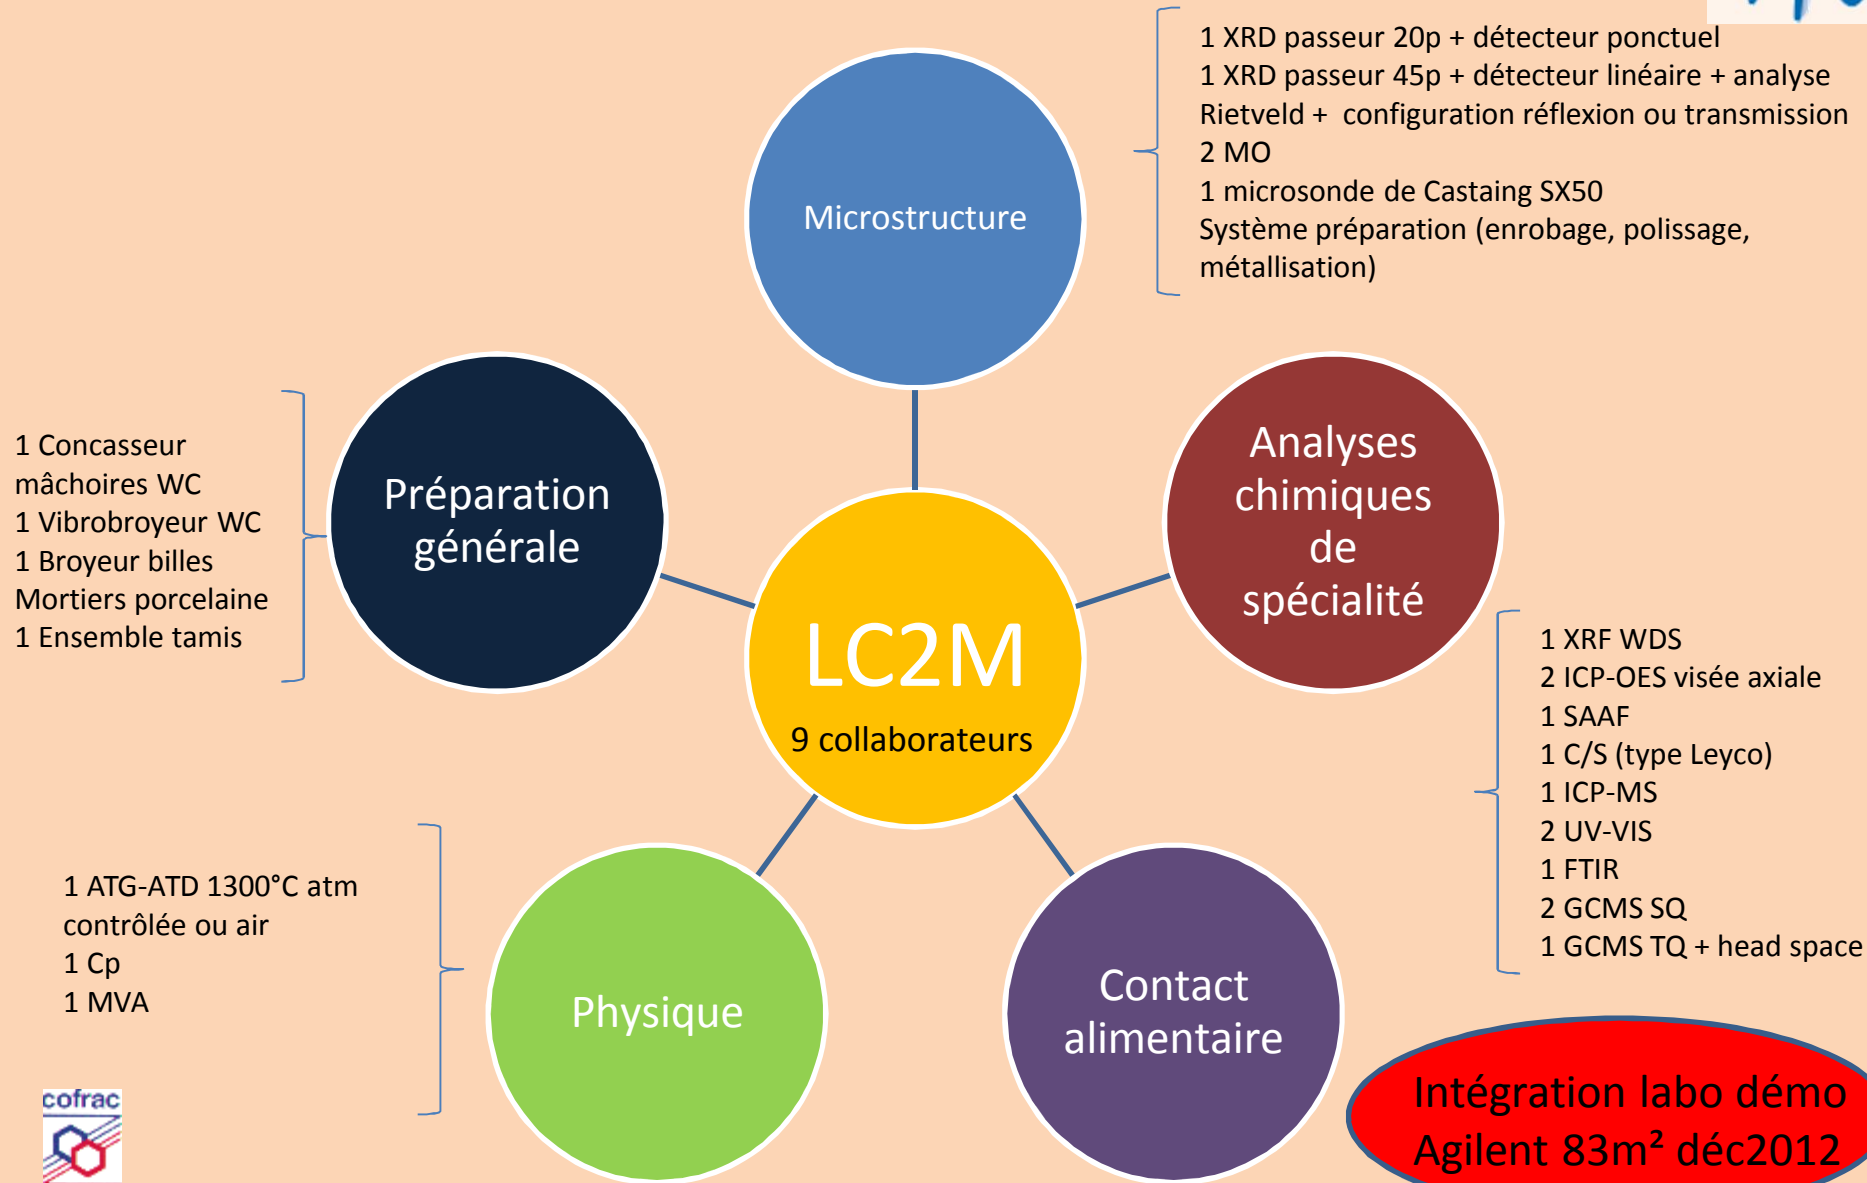 1 XRD passeur 20p + détecteur ponctuel
1 XRD passeur 45p + détecteur linéaire + analyse
Rietveld +  configuration réflexion ou transmission
2 MO
1 microsonde de Castaing SX50
Système préparation (enrobage, polissage,
métallisation)
Microstructure
1 Concasseur
mâchoires WC
1 Vibrobroyeur WC
1 Broyeur billes
Mortiers porcelaine
1 Ensemble tamis
Préparation
générale
Analyses
chimiques
de
spécialité
LC2M
9 collaborateurs
1 XRF WDS
2 ICP-OES visée axiale
1 SAAF
1 C/S (type Leyco)
1 ICP-MS
2 UV-VIS
1 FTIR
2 GCMS SQ
1 GCMS TQ + head space
1 ATG-ATD 1300°C atm
contrôlée ou air
1 Cp
1 MVA
Physique
Contact
alimentaire
Intégration labo démo
Agilent 83m² déc2012
cofrac